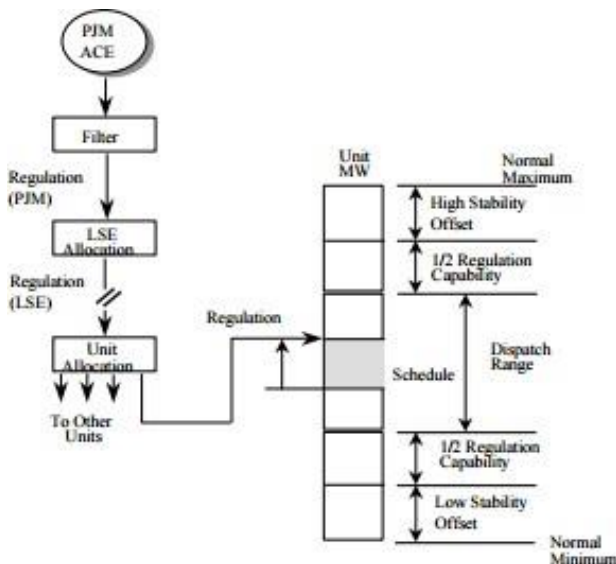 PJM
ACE
Filter
Regulation
(PJM)
LSE
Allocation
Regulation
(LSE)
Unit
Allocation
To Other
Units
Regulation
Unit
MW
Normal
Maximum
High Stability
Offset
1/2 Regulation
Capability
Schedule
Dispatch
Range
1/2 Regulation
Capability
Low Stability
Offset
Normal
Minimum